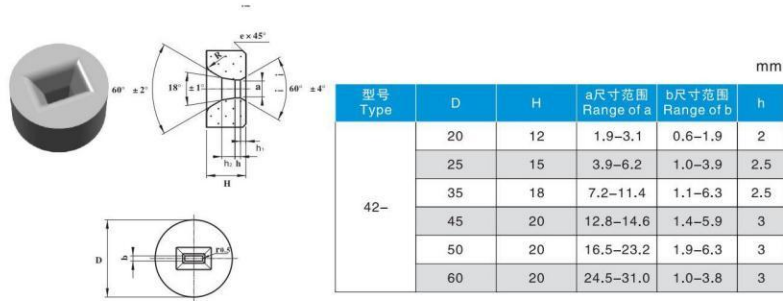 e×45°
R
60° ±2°
18° ±1°
a
60° ±4°
h₁
h₂ h
H
D
b
r0.5
mm
型号 D H a尺寸范围 b尺寸范围 h
Type Range of a Range of b
42–
20 12 1.9–3.1 0.6–1.9 2
25 15 3.9–6.2 1.0–3.9 2.5
35 18 7.2–11.4 1.1–6.3 2.5
45 20 12.8–14.6 1.4–5.9 3
50 20 16.5–23.2 1.9–6.3 3
60 20 24.5–31.0 1.0–3.8 3